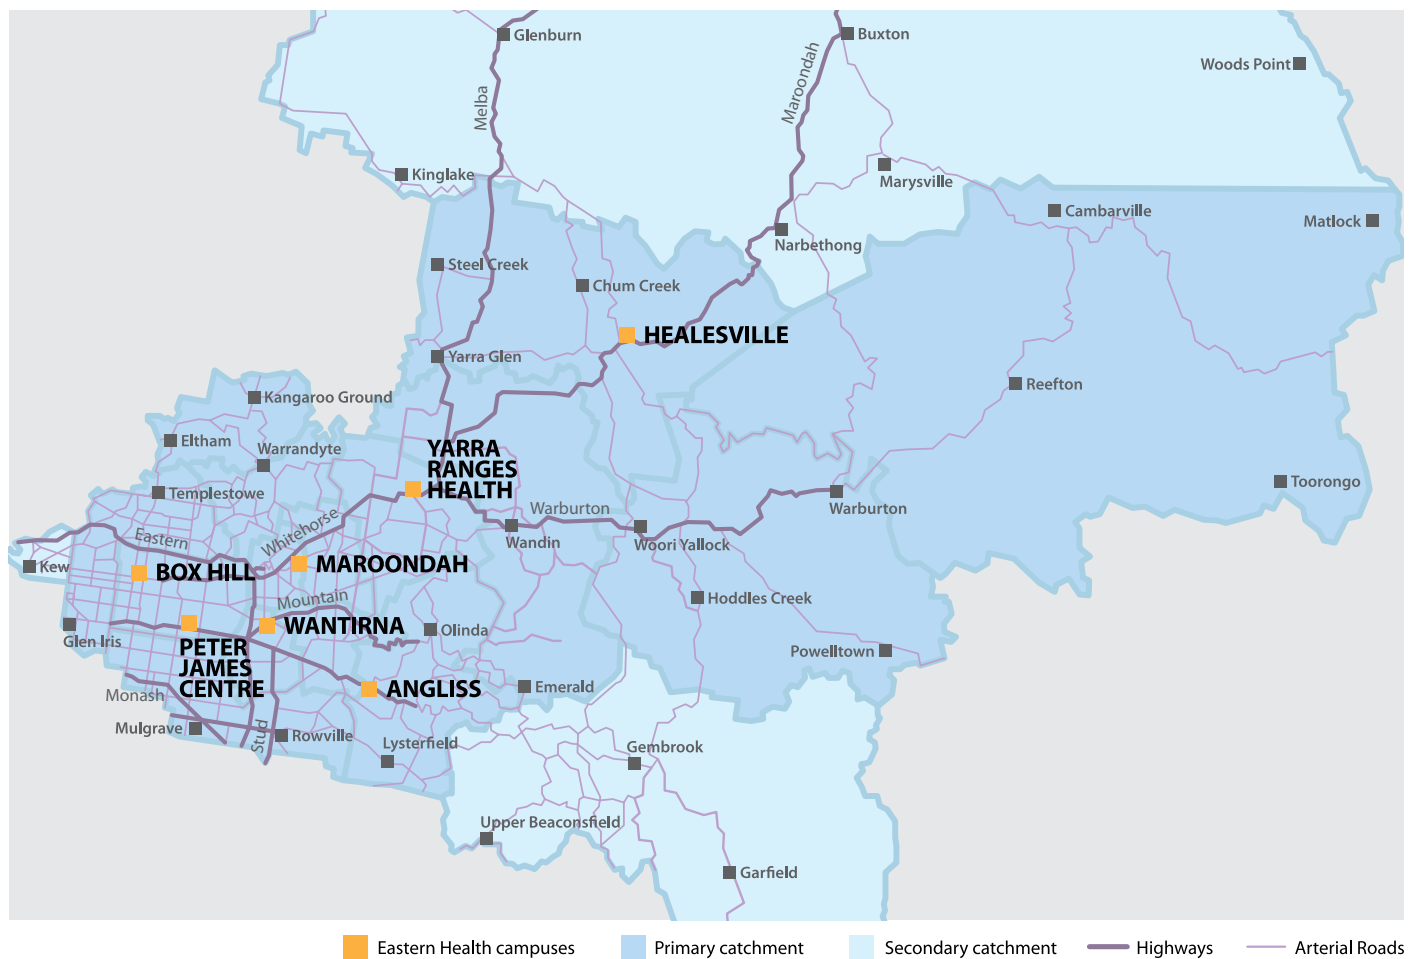 Glenburn
Buxton
Woods Point
Maroondah
Melba
Kinglake
Marysville
Cambarville
Matlock
Narbethong
Steel Creek
Chum Creek
HEALESVILLE
Yarra Glen
Reefton
Kangaroo Ground
Eltham
Warrandyte
YARRA
RANGES
HEALTH
Templestowe
Toorongo
Warburton
Warburton
Whitehorse
Eastern
Wandin
Woori Yallock
Kew
BOX HILL
MAROONDAH
Mountain
Hoddles Creek
WANTIRNA
Olinda
Glen Iris
PETER
JAMES
CENTRE
Powelltown
ANGLISS
Emerald
Monash
Mulgrave
Stud
Rowville
Lysterfield
Gembrook
Upper Beaconsfield
Garfield
Eastern Health campuses
Primary catchment
Secondary catchment
Highways
Arterial Roads